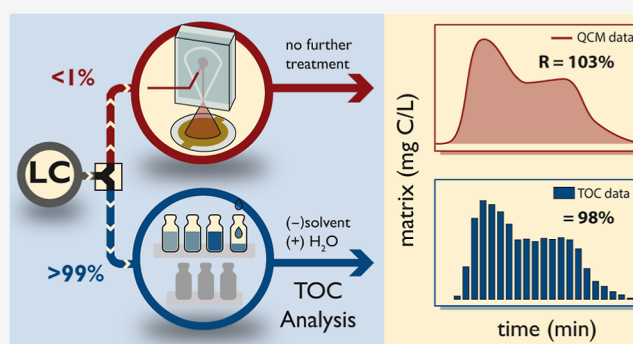 <1%
LC
>99%
no further
treatment
(−)solvent
(+) H₂O
TOC
Analysis
matrix (mg C/L)
QCM data
R = 103%
TOC data
= 98%
time (min)